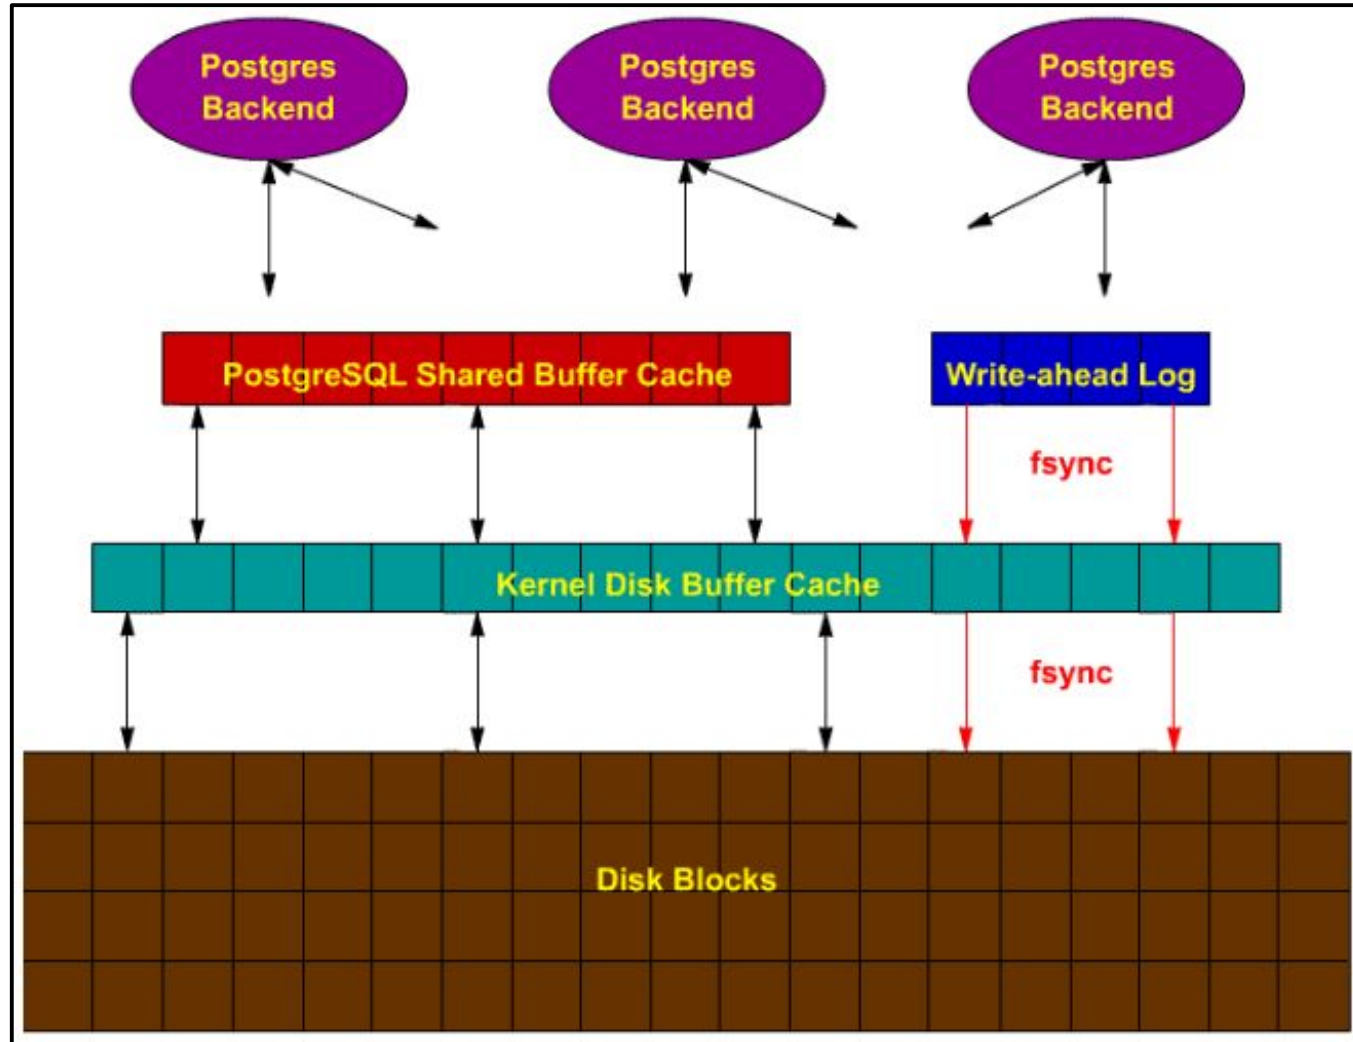 Postgres
Backend
Postgres
Backend
Postgres
Backend
PostgreSQL Shared Buffer Cache
Write-ahead Log
fsync
Kernel Disk Buffer Cache
fsync
Disk Blocks